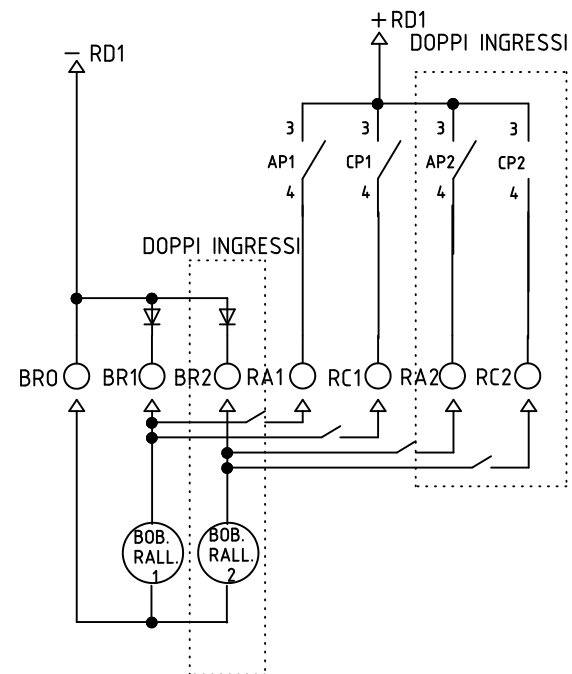 +RD1
DOPPI INGRESSI
− RD1
3 3 3 3
AP1 CP1 AP2 CP2
4 4 4 4
DOPPI INGRESSI
BR0 BR1 BR2 RA1 RC1 RA2 RC2
BOB. BOB.
RALL. RALL.
1 2